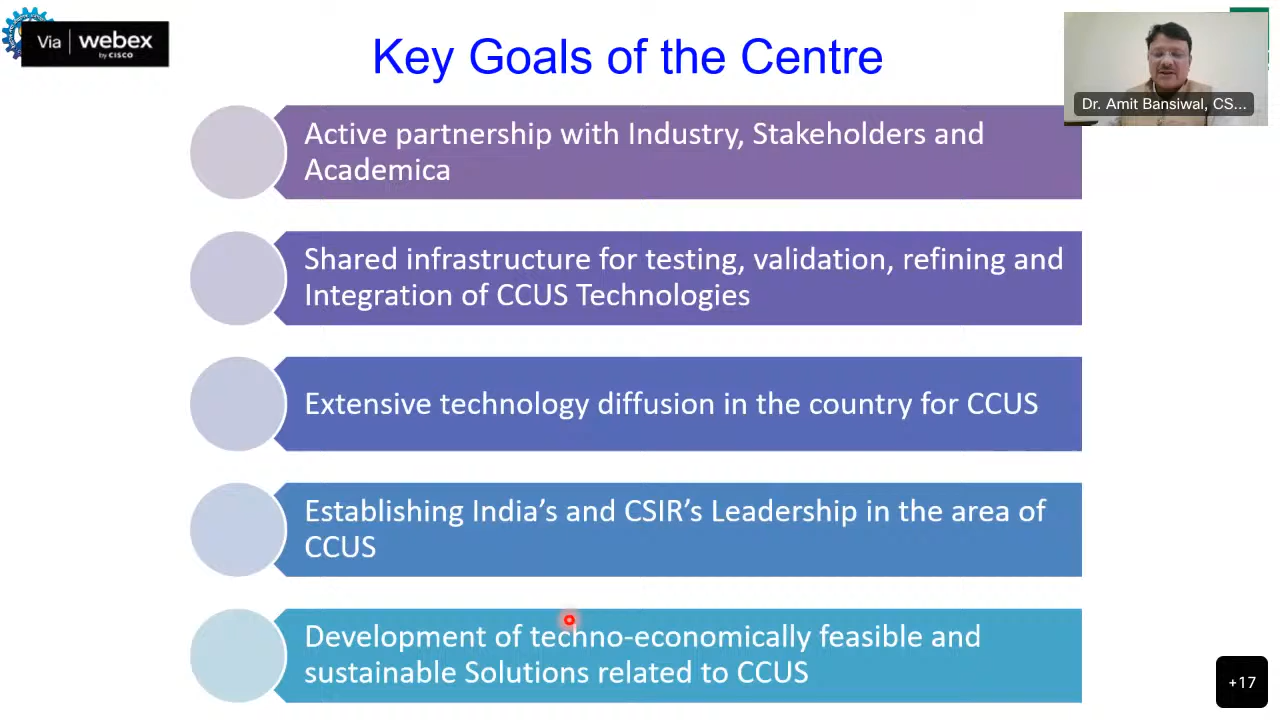 Via webex
by CISCO
Key Goals of the Centre
Dr. Amit Bansiwal, CS...
Active partnership with Industry, Stakeholders and
Academica
Shared infrastructure for testing, validation, refining and
Integration of CCUS Technologies
Extensive technology diffusion in the country for CCUS
Establishing India's and CSIR's Leadership in the area of
CCUS
Development of techno-economically feasible and
sustainable Solutions related to CCUS
+17